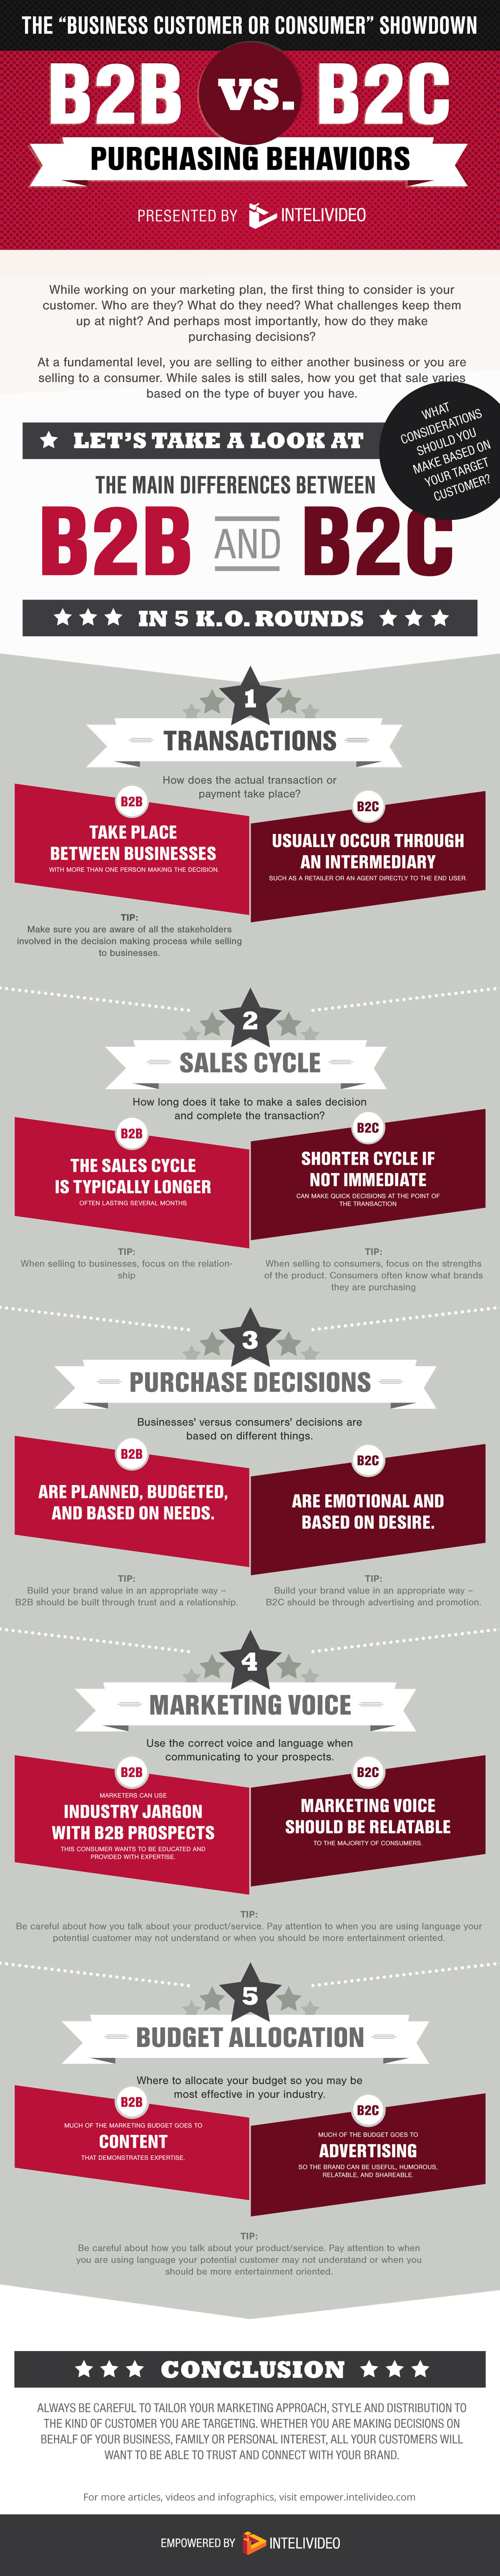 THE “BUSINESS CUSTOMER OR CONSUMER” SHOWDOWN
B2B VS. B2C
PURCHASING BEHAVIORS
PRESENTED BY INTELIVIDEO
While working on your marketing plan, the first thing to consider is your
customer. Who are they? What do they need? What challenges keep them
up at night? And perhaps most importantly, how do they make
purchasing decisions?
At a fundamental level, you are selling to either another business or you are
selling to a consumer. While sales is still sales, how you get that sale varies
based on the type of buyer you have.
WHAT
CONSIDERATIONS
SHOULD YOU
MAKE BASED ON
YOUR TARGET
CUSTOMER?
LET'S TAKE A LOOK AT
THE MAIN DIFFERENCES BETWEEN
B2B AND B2C
IN 5 K.O. ROUNDS
1
TRANSACTIONS
How does the actual transaction or
payment take place?
B2B
TAKE PLACE
BETWEEN BUSINESSES
WITH MORE THAN ONE PERSON MAKING THE DECISION.
B2C
USUALLY OCCUR THROUGH
AN INTERMEDIARY
SUCH AS A RETAILER OR AN AGENT DIRECTLY TO THE END USER.
TIP:
Make sure you are aware of all the stakeholders
involved in the decision making process while selling
to businesses.
2
SALES CYCLE
How long does it take to make a sales decision
and complete the transaction?
B2B
THE SALES CYCLE
IS TYPICALLY LONGER
OFTEN LASTING SEVERAL MONTHS
B2C
SHORTER CYCLE IF
NOT IMMEDIATE
CAN MAKE QUICK DECISIONS AT THE POINT OF
THE TRANSACTION
TIP:
When selling to businesses, focus on the relation-
ship
TIP:
When selling to consumers, focus on the strengths
of the product. Consumers often know what brands
they are purchasing
3
PURCHASE DECISIONS
Businesses' versus consumers' decisions are
based on different things.
B2B
ARE PLANNED, BUDGETED,
AND BASED ON NEEDS.
B2C
ARE EMOTIONAL AND
BASED ON DESIRE.
TIP:
Build your brand value in an appropriate way –
B2B should be built through trust and a relationship.
TIP:
Build your brand value in an appropriate way –
B2C should be through advertising and promotion.
4
MARKETING VOICE
Use the correct voice and language when
communicating to your prospects.
B2B
MARKETERS CAN USE
INDUSTRY JARGON
WITH B2B PROSPECTS
THIS CONSUMER WANTS TO BE EDUCATED AND
PROVIDED WITH EXPERTISE.
B2C
MARKETING VOICE
SHOULD BE RELATABLE
TO THE MAJORITY OF CONSUMERS.
TIP:
Be careful about how you talk about your product/service. Pay attention to when you are using language your
potential customer may not understand or when you should be more entertainment oriented.
5
BUDGET ALLOCATION
Where to allocate your budget so you may be
most effective in your industry.
B2B
MUCH OF THE MARKETING BUDGET GOES TO
CONTENT
THAT DEMONSTRATES EXPERTISE.
B2C
MUCH OF THE BUDGET GOES TO
ADVERTISING
SO THE BRAND CAN BE USEFUL, HUMOROUS,
RELATABLE, AND SHAREABLE.
TIP:
Be careful about how you talk about your product/service. Pay attention to when
you are using language your potential customer may not understand or when you
should be more entertainment oriented.
CONCLUSION
ALWAYS BE CAREFUL TO TAILOR YOUR MARKETING APPROACH, STYLE AND DISTRIBUTION TO
THE KIND OF CUSTOMER YOU ARE TARGETING. WHETHER YOU ARE MAKING DECISIONS ON
BEHALF OF YOUR BUSINESS, FAMILY OR PERSONAL INTEREST, ALL YOUR CUSTOMERS WILL
WANT TO BE ABLE TO TRUST AND CONNECT WITH YOUR BRAND.
For more articles, videos and infographics, visit empower.intelivideo.com
EMPOWERED BY INTELIVIDEO